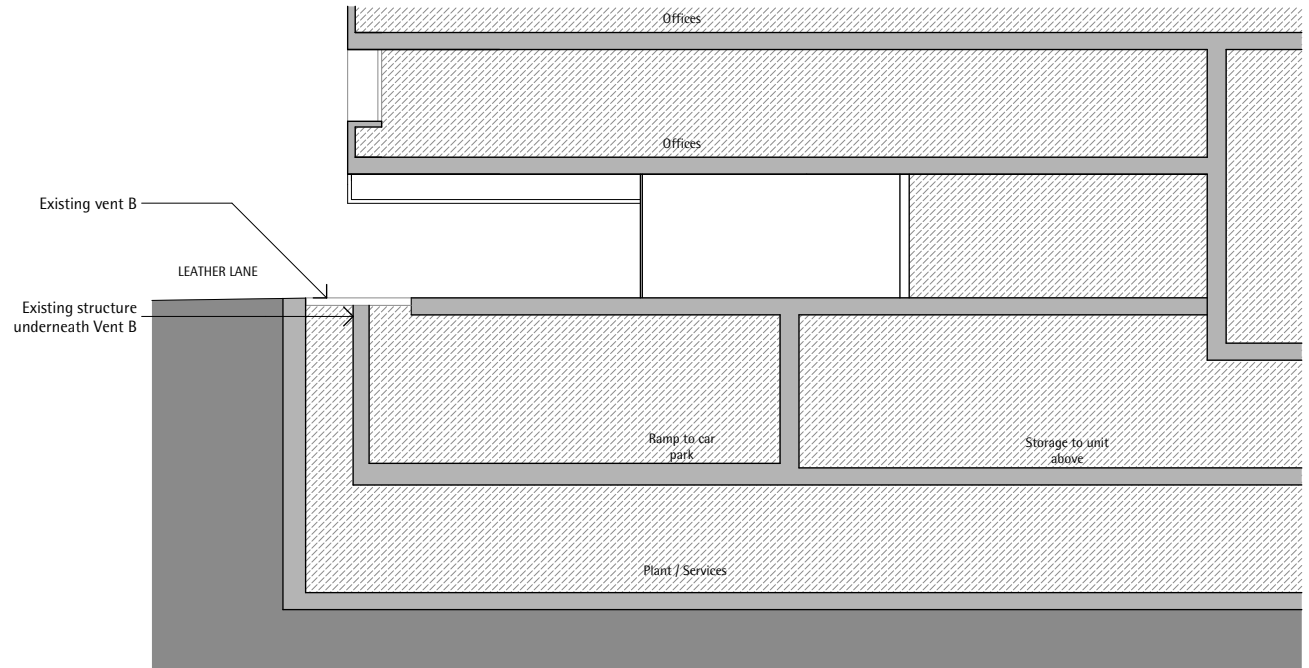 Offices
Offices
Existing vent B
LEATHER LANE
Existing structure
underneath Vent B
Ramp to car
park
Storage to unit
above
Plant / Services